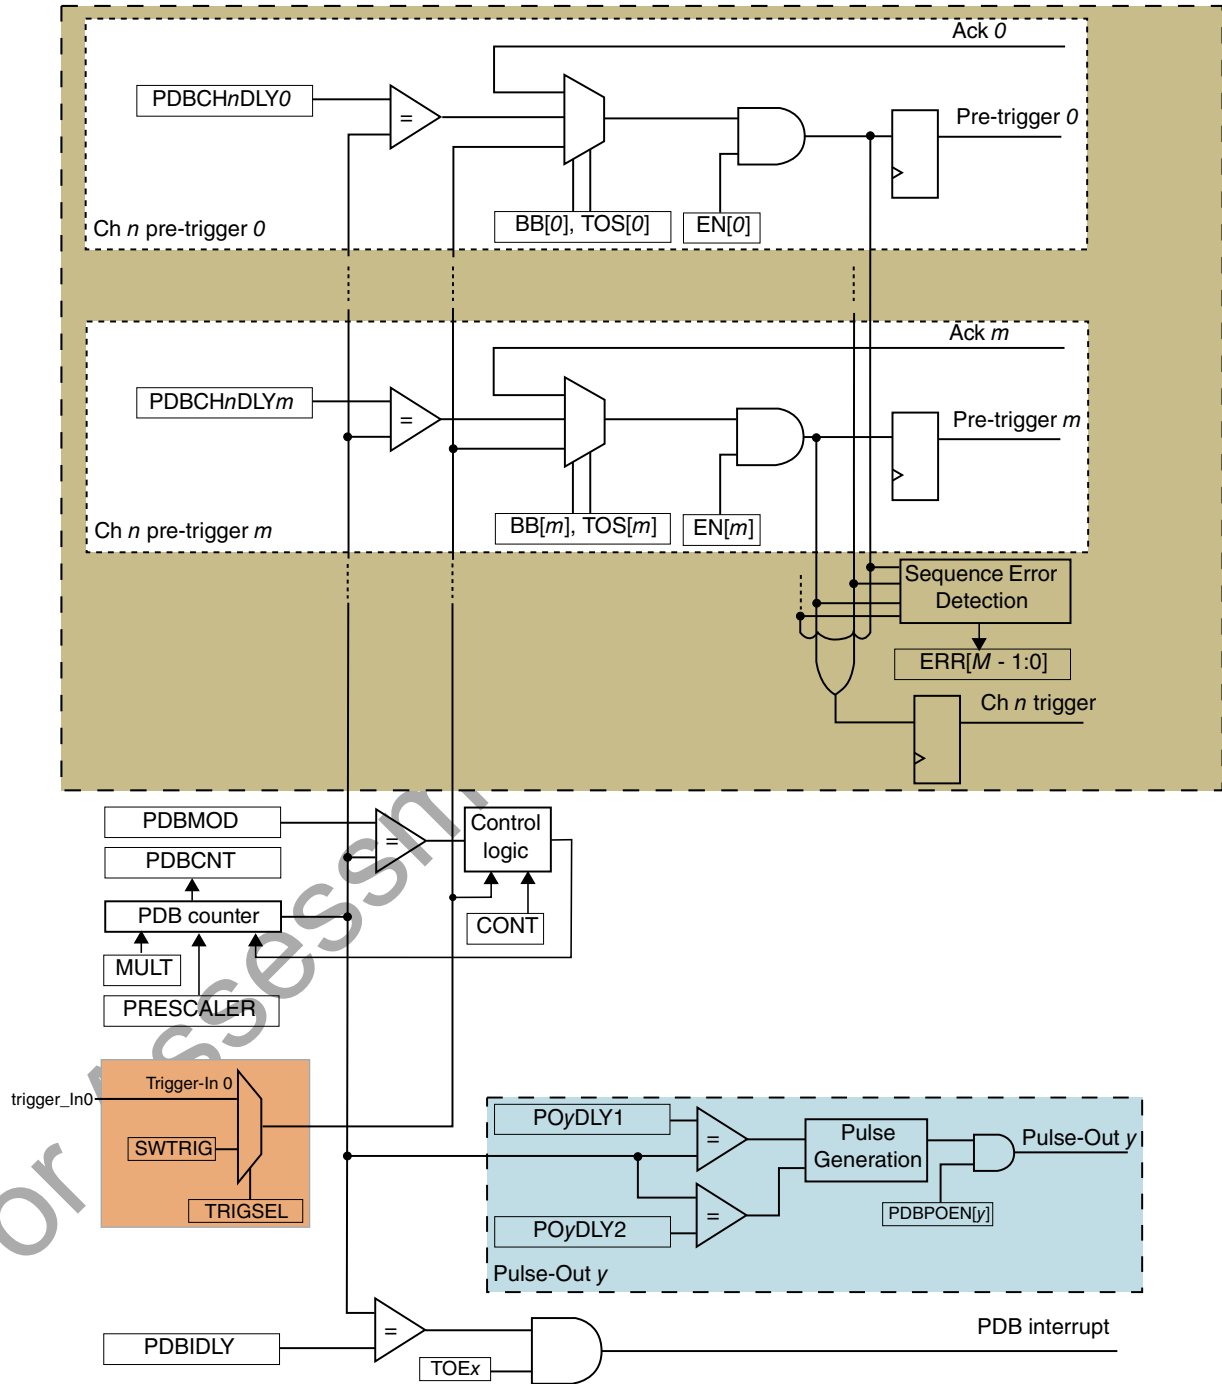 Ack 0
PDBCHnDLY0
=
Pre-trigger 0
BB[0], TOS[0]
EN[0]
Ch n pre-trigger 0
Ack m
PDBCHnDLYm
=
Pre-trigger m
BB[m], TOS[m]
EN[m]
Ch n pre-trigger m
Sequence Error
Detection
ERR[M - 1:0]
Ch n trigger
PDBMOD
=
Control
logic
PDBCNT
PDB counter
CONT
MULT
PRESCALER
trigger_In0
Trigger-In 0
SWTRIG
TRIGSEL
POyDLY1
=
Pulse
Generation
Pulse-Out y
PDBPOEN[y]
=
POyDLY2
Pulse-Out y
PDB interrupt
PDBIDLY
=
TOEx
or Assessm